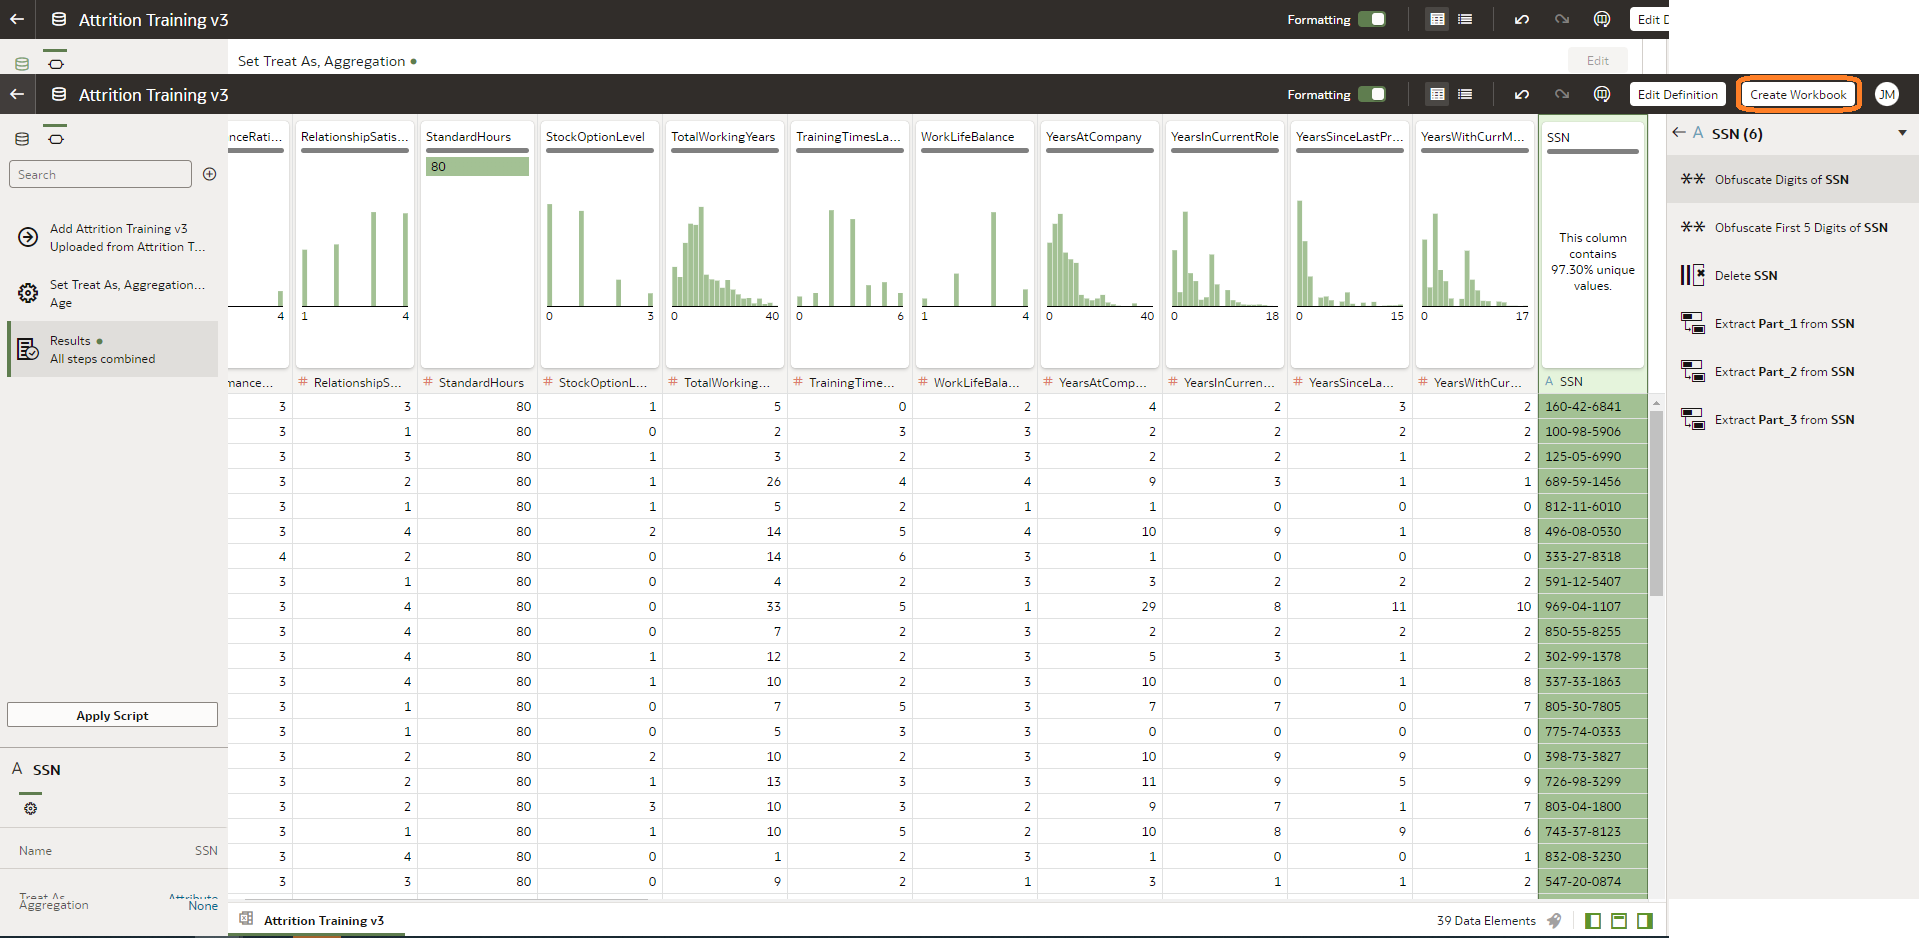 Attrition Training v3
Formatting
Edit D
Set Treat As, Aggregation
Edit
Attrition Training v3
Formatting
Edit Definition
Create Workbook
JM
Search
Add Attrition Training v3
Uploaded from Attrition T...
Set Treat As, Aggregation...
Age
Results
All steps combined
Apply Script
A SSN
Name SSN
Treat As Attribute
Aggregation None
nceRati... RelationshipSatis... StandardHours StockOptionLevel TotalWorkingYears TrainingTimesLa... WorkLifeBalance YearsAtCompany YearsInCurrentRole YearsSinceLastPr... YearsWithCurrM... SSN
80
This column
contains
97.30% unique
values.
4 1 4 0 3 0 40 0 6 1 4 0 40 0 18 0 15 0 17
mance... # RelationshipS... # StandardHours # StockOptionL... # TotalWorking... # TrainingTime... # WorkLifeBala... # YearsAtComp... # YearsInCurren... # YearsSinceLa... # YearsWithCur... A SSN
3 3 80 1 5 0 2 4 2 3 2 160-42-6841
3 1 80 0 2 3 3 2 2 2 2 100-98-5906
3 3 80 1 3 2 3 2 2 1 2 125-05-6990
3 2 80 1 26 4 4 9 3 1 1 689-59-1456
3 1 80 1 5 2 1 1 0 0 0 812-11-6010
3 4 80 2 14 5 4 10 9 1 8 496-08-0530
4 2 80 0 14 6 3 1 0 0 0 333-27-8318
3 1 80 0 4 2 3 3 2 2 2 591-12-5407
3 4 80 0 33 5 1 29 8 11 10 969-04-1107
3 4 80 0 7 2 3 2 2 2 2 850-55-8255
3 4 80 1 12 2 3 5 3 1 2 302-99-1378
3 4 80 1 10 2 3 10 0 1 8 337-33-1863
3 1 80 0 7 5 3 7 7 0 7 805-30-7805
3 1 80 0 5 3 3 0 0 0 0 775-74-0333
3 2 80 2 10 2 3 10 9 9 0 398-73-3827
3 2 80 1 13 3 3 11 9 5 9 726-98-3299
3 2 80 3 10 3 2 9 7 1 7 803-04-1800
3 1 80 1 10 5 2 10 8 9 6 743-37-8123
3 4 80 0 1 2 3 1 0 0 1 832-08-3230
3 3 80 0 9 2 1 3 1 1 2 547-20-0874
Attrition Training v3
39 Data Elements
A SSN (6)
Obfuscate Digits of SSN
Obfuscate First 5 Digits of SSN
Delete SSN
Extract Part_1 from SSN
Extract Part_2 from SSN
Extract Part_3 from SSN